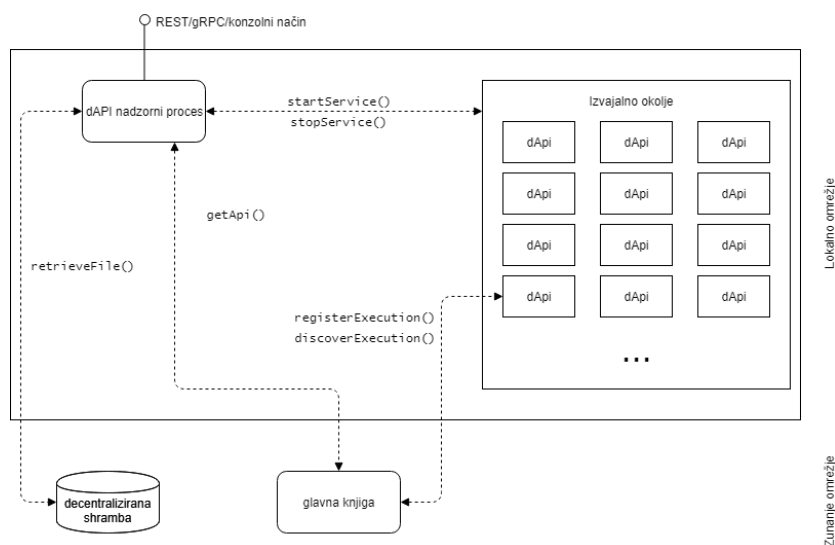 REST/gRPC/konzolni način
dAPI nadzorni proces
startService()
stopService()
Izvajalno okolje
dApi dApi dApi
dApi dApi dApi
dApi dApi dApi
dApi dApi dApi
...
getApi()
retrieveFile()
registerExecution()
discoverExecution()
Lokalno omrežje
decentralizirana
shramba
glavna knjiga
Zunanje omrežje